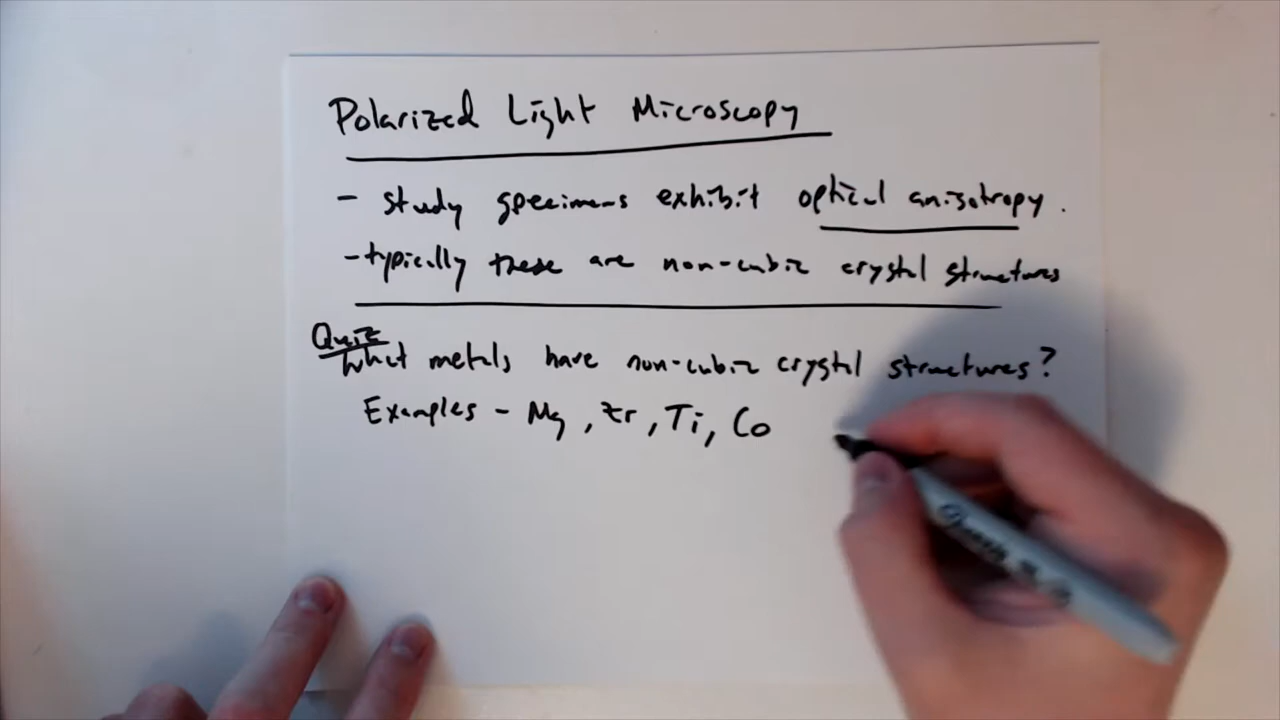 Polarized Light Microscopy
- study specimens exhibit optical anisotropy.
- typically these are non-cubic crystal structures
Quiz
What metals have non-cubic crystal structures?
Examples - Mg, Zr, Ti, Co